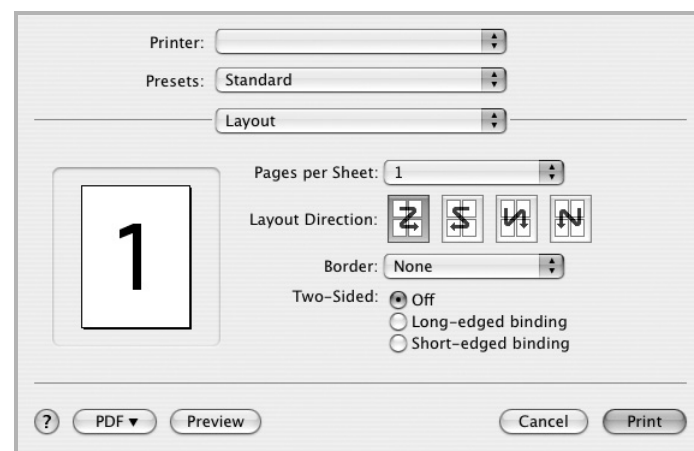 Printer:
Presets: Standard
Layout
Pages per Sheet: 1
Layout Direction:
1
Border: None
Two-Sided: Off
Long-edged binding
Short-edged binding
? PDF▼ Preview Cancel Print